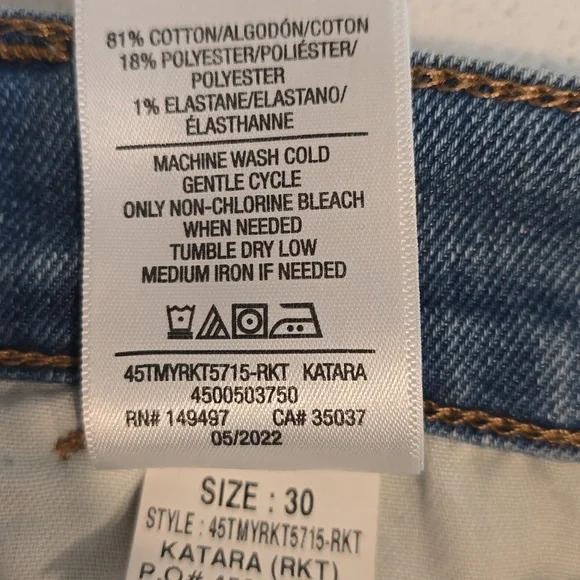 81% COTTON/ALGODÓN/COTON
18% POLYESTER/POLIÉSTER/
POLYESTER
1% ELASTANE/ELASTANO/
ÉLASTHANNE
MACHINE WASH COLD
GENTLE CYCLE
ONLY NON-CHLORINE BLEACH
WHEN NEEDED
TUMBLE DRY LOW
MEDIUM IRON IF NEEDED
45TMYRKT5715-RKT KATARA
4500503750
RN# 149497 CA# 35037
05/2022
SIZE : 30
STYLE : 45TMYRKT5715-RKT
KATARA (RKT)
P.O#